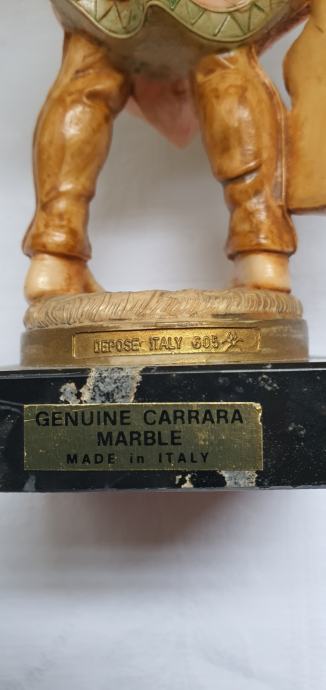 DEPOSE ITALY 605
GENUINE CARRARA
MARBLE
MADE in ITALY